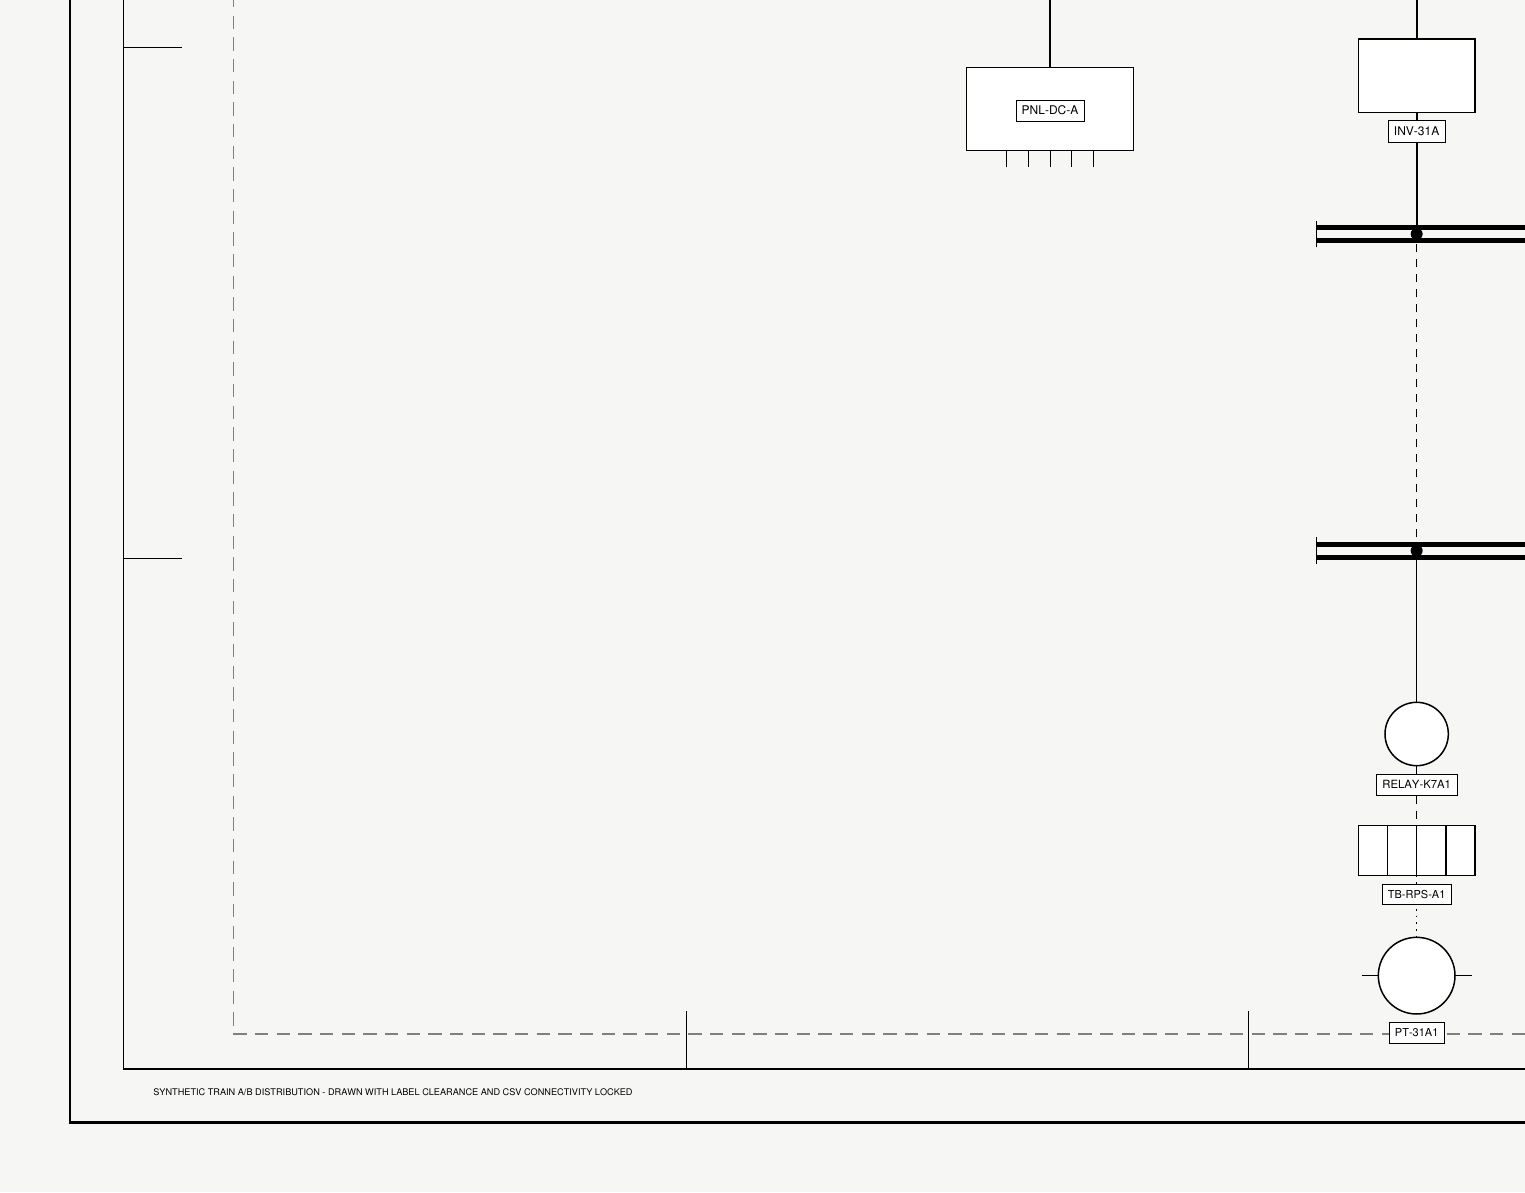 PNL-DC-A
INV-31A
RELAY-K7A1
TB-RPS-A1
PT-31A1
SYNTHETIC TRAIN A/B DISTRIBUTION - DRAWN WITH LABEL CLEARANCE AND CSV CONNECTIVITY LOCKED